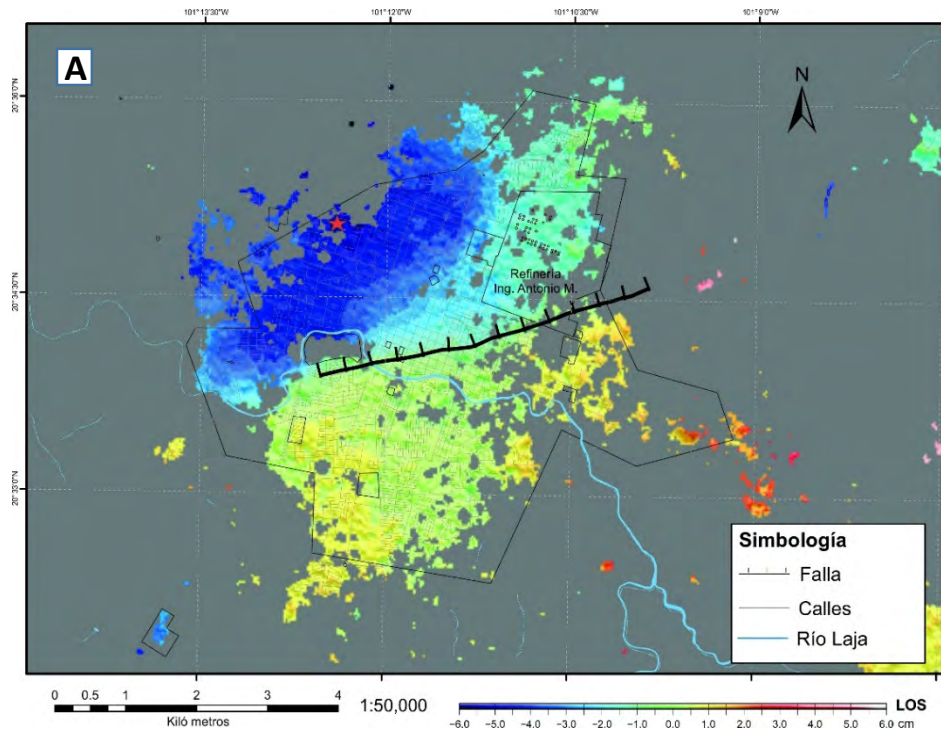 101°13'30"W 101°12'0"W 101°10'30"W 101°9'0"W
A
N
20°36'0"N
Refinería
Ing. Antonio M.
20°34'30"N
20°33'0"N
Simbología
Falla
Calles
Río Laja
0 0.5 1 2 3 4
Kiló metros
1:50,000
LOS
-6.0 -5.0 -4.0 -3.0 -2.0 -1.0 0.0 1.0 2.0 3.0 4.0 5.0 6.0 cm